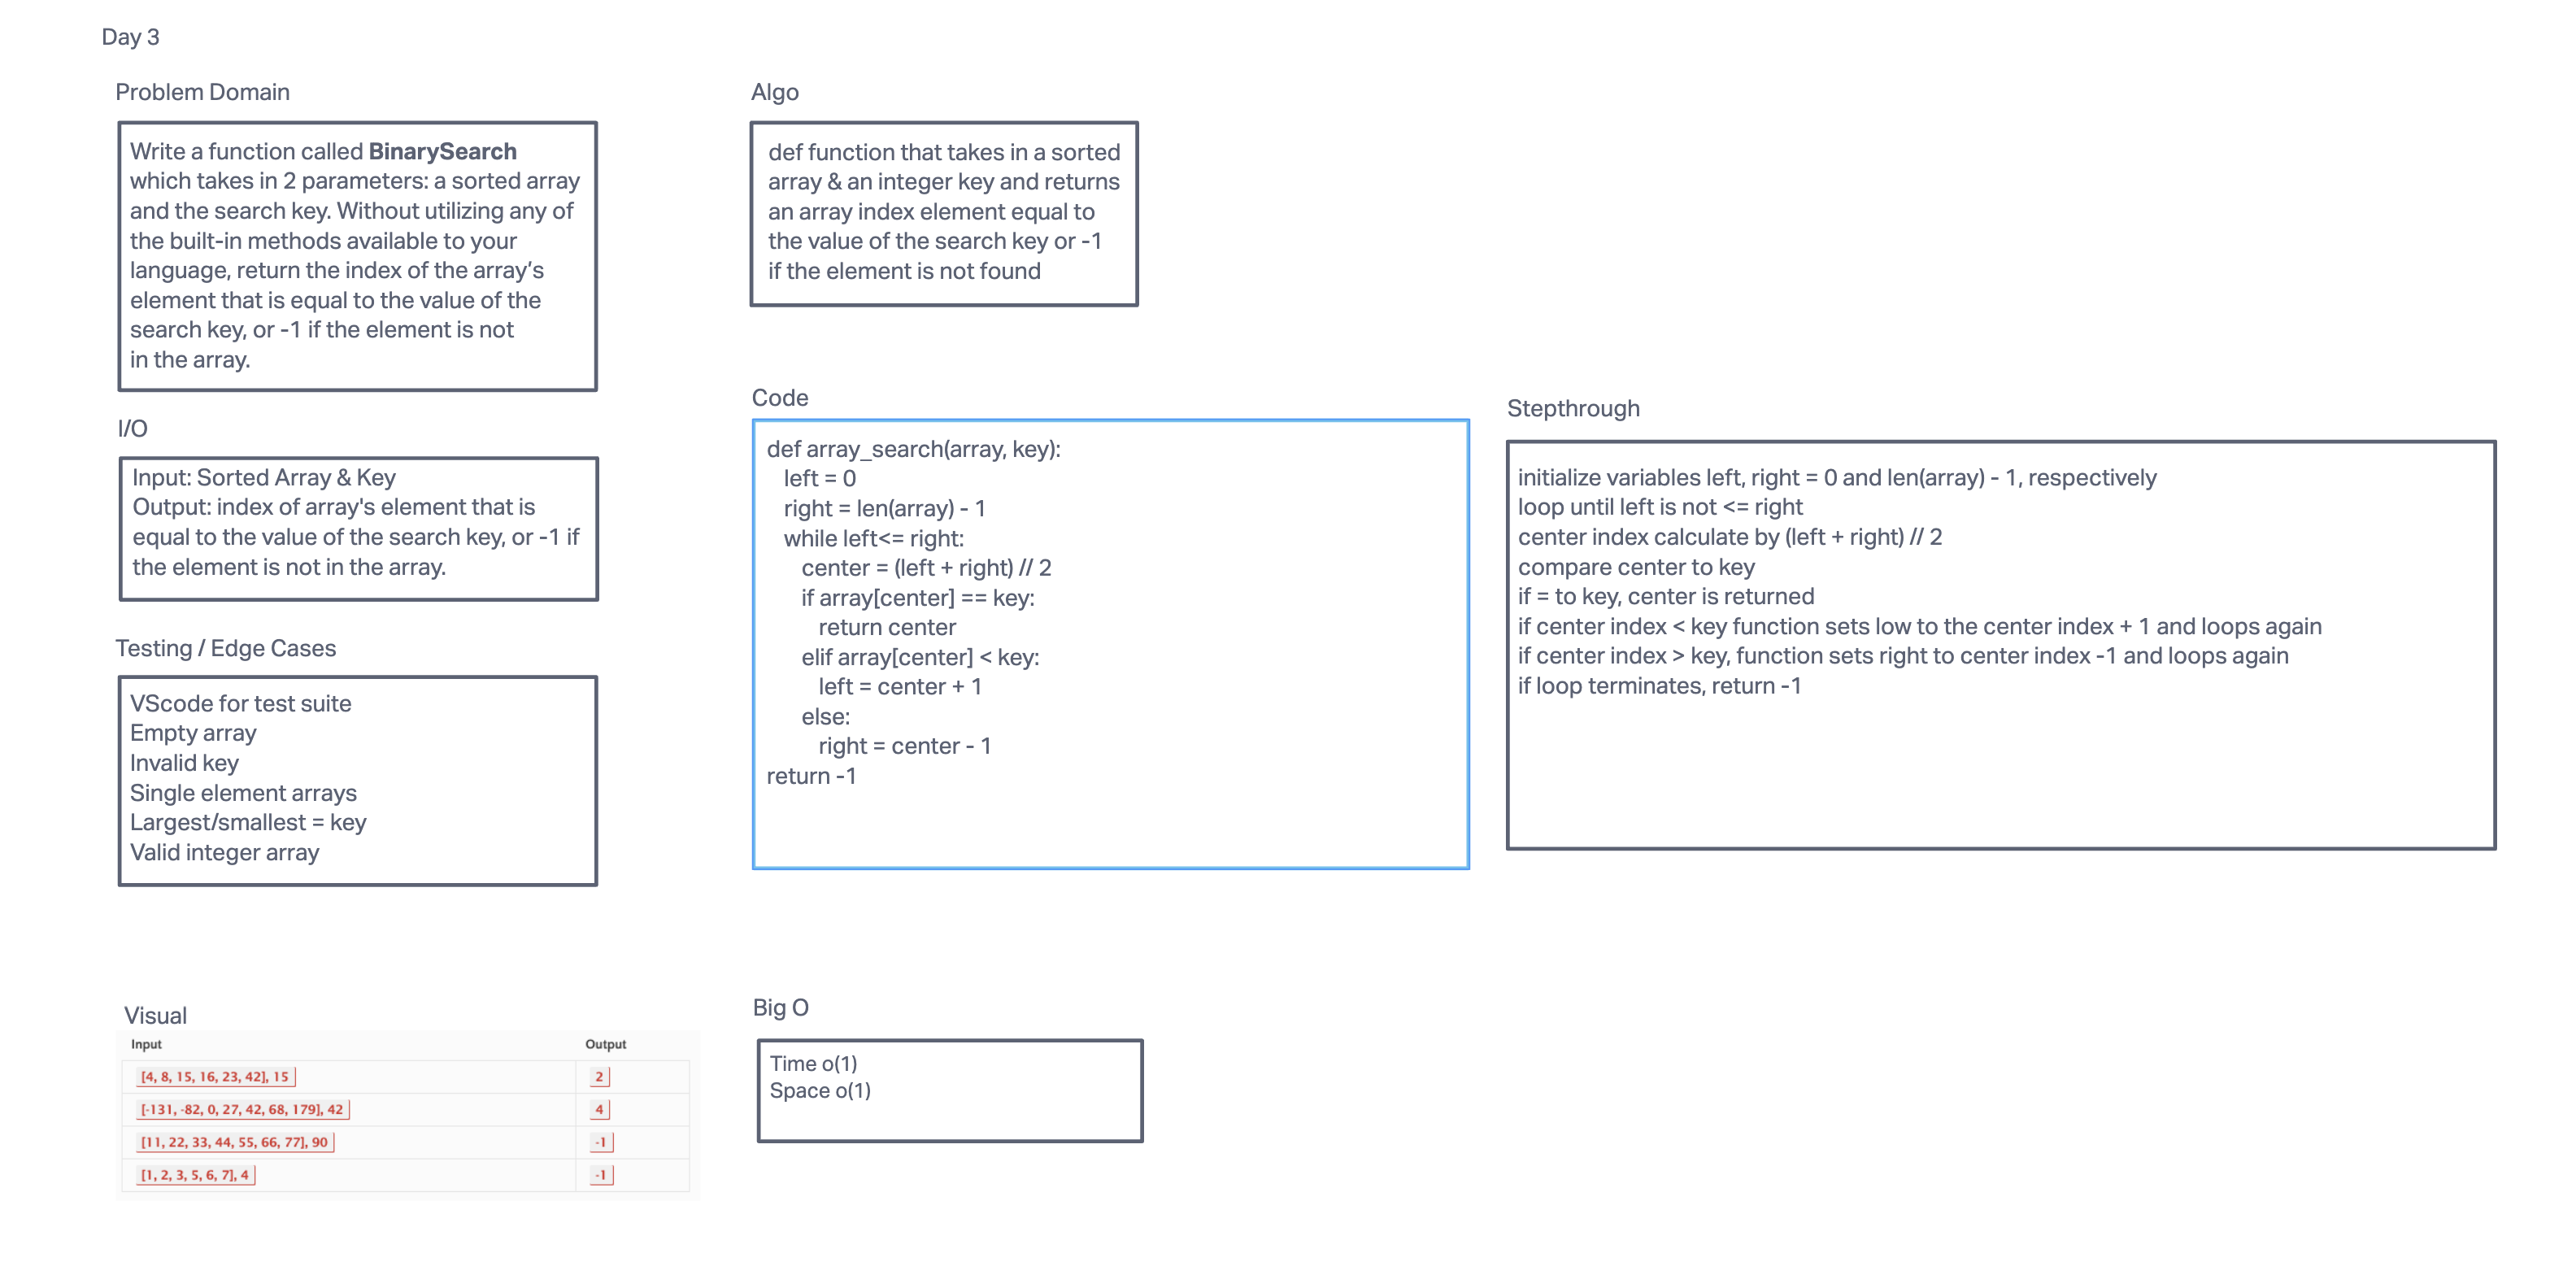 Day 3
Problem Domain
Write a function called BinarySearch
which takes in 2 parameters: a sorted array
and the search key. Without utilizing any of
the built-in methods available to your
language, return the index of the array’s
element that is equal to the value of the
search key, or -1 if the element is not
in the array.
I/O
Input: Sorted Array & Key
Output: index of array's element that is
equal to the value of the search key, or -1 if
the element is not in the array.
Testing / Edge Cases
VScode for test suite
Empty array
Invalid key
Single element arrays
Largest/smallest = key
Valid integer array
Visual
Input Output
[4, 8, 15, 16, 23, 42], 15 2
[-131, -82, 0, 27, 42, 68, 179], 42 4
[11, 22, 33, 44, 55, 66, 77], 90 -1
[1, 2, 3, 5, 6, 7], 4 -1
Algo
def function that takes in a sorted
array & an integer key and returns
an array index element equal to
the value of the search key or -1
if the element is not found
Code
def array_search(array, key):
left = 0
right = len(array) - 1
while left<= right:
center = (left + right) // 2
if array[center] == key:
return center
elif array[center] < key:
left = center + 1
else:
right = center - 1
return -1
Big O
Time o(1)
Space o(1)
Stepthrough
initialize variables left, right = 0 and len(array) - 1, respectively
loop until left is not <= right
center index calculate by (left + right) // 2
compare center to key
if = to key, center is returned
if center index < key function sets low to the center index + 1 and loops again
if center index > key, function sets right to center index -1 and loops again
if loop terminates, return -1